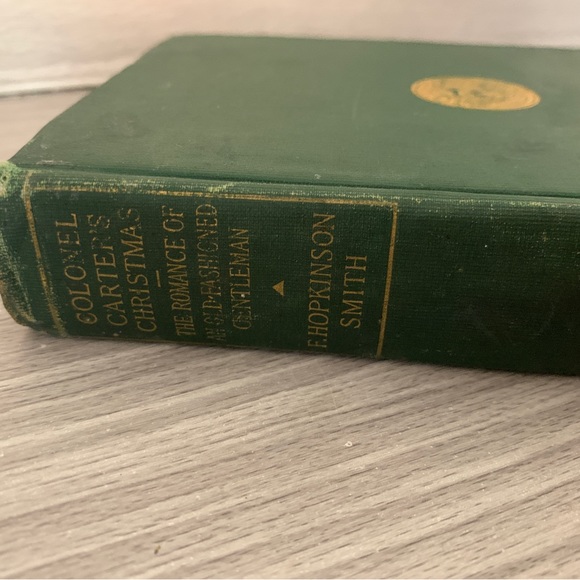 COLONEL
CARTER'S
CHRISTMAS
THE ROMANCE OF
AN OLD-FASHIONED
GENTLEMAN
F. HOPKINSON
SMITH